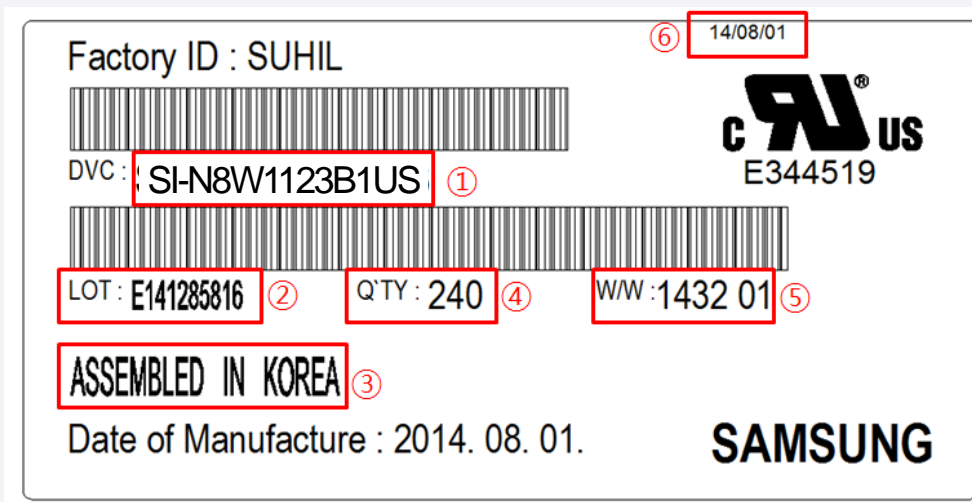 ⑥ 14/08/01
Factory ID : SUHIL
C RU ® US
E344519
DVC : SI-N8W1123B1US ①
LOT : E141285816 ② Q`TY : 240 ④ W/W : 1432 01 ⑤
ASSEMBLED IN KOREA ③
Date of Manufacture : 2014. 08. 01.
SAMSUNG